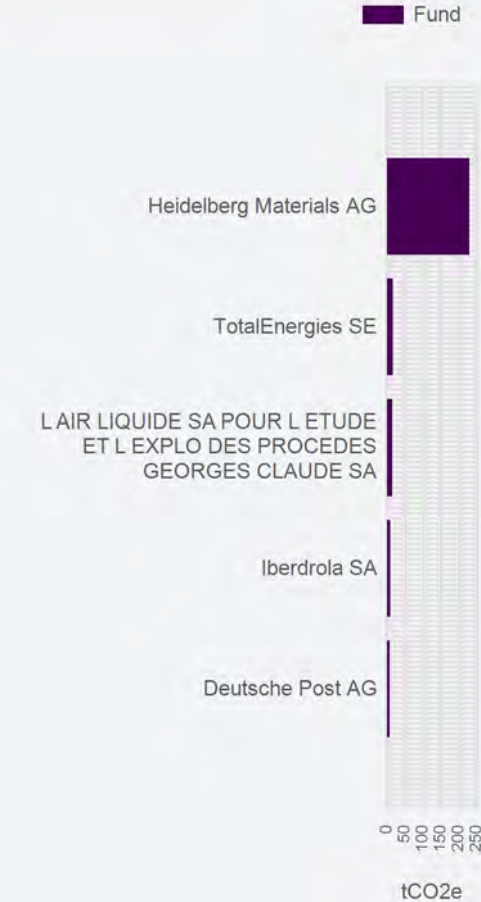 Fund
Heidelberg Materials AG
TotalEnergies SE
L AIR LIQUIDE SA POUR L ETUDE
ET L EXPLO DES PROCEDES
GEORGES CLAUDE SA
Iberdrola SA
Deutsche Post AG
0
50
100
150
200
250
tCO2e